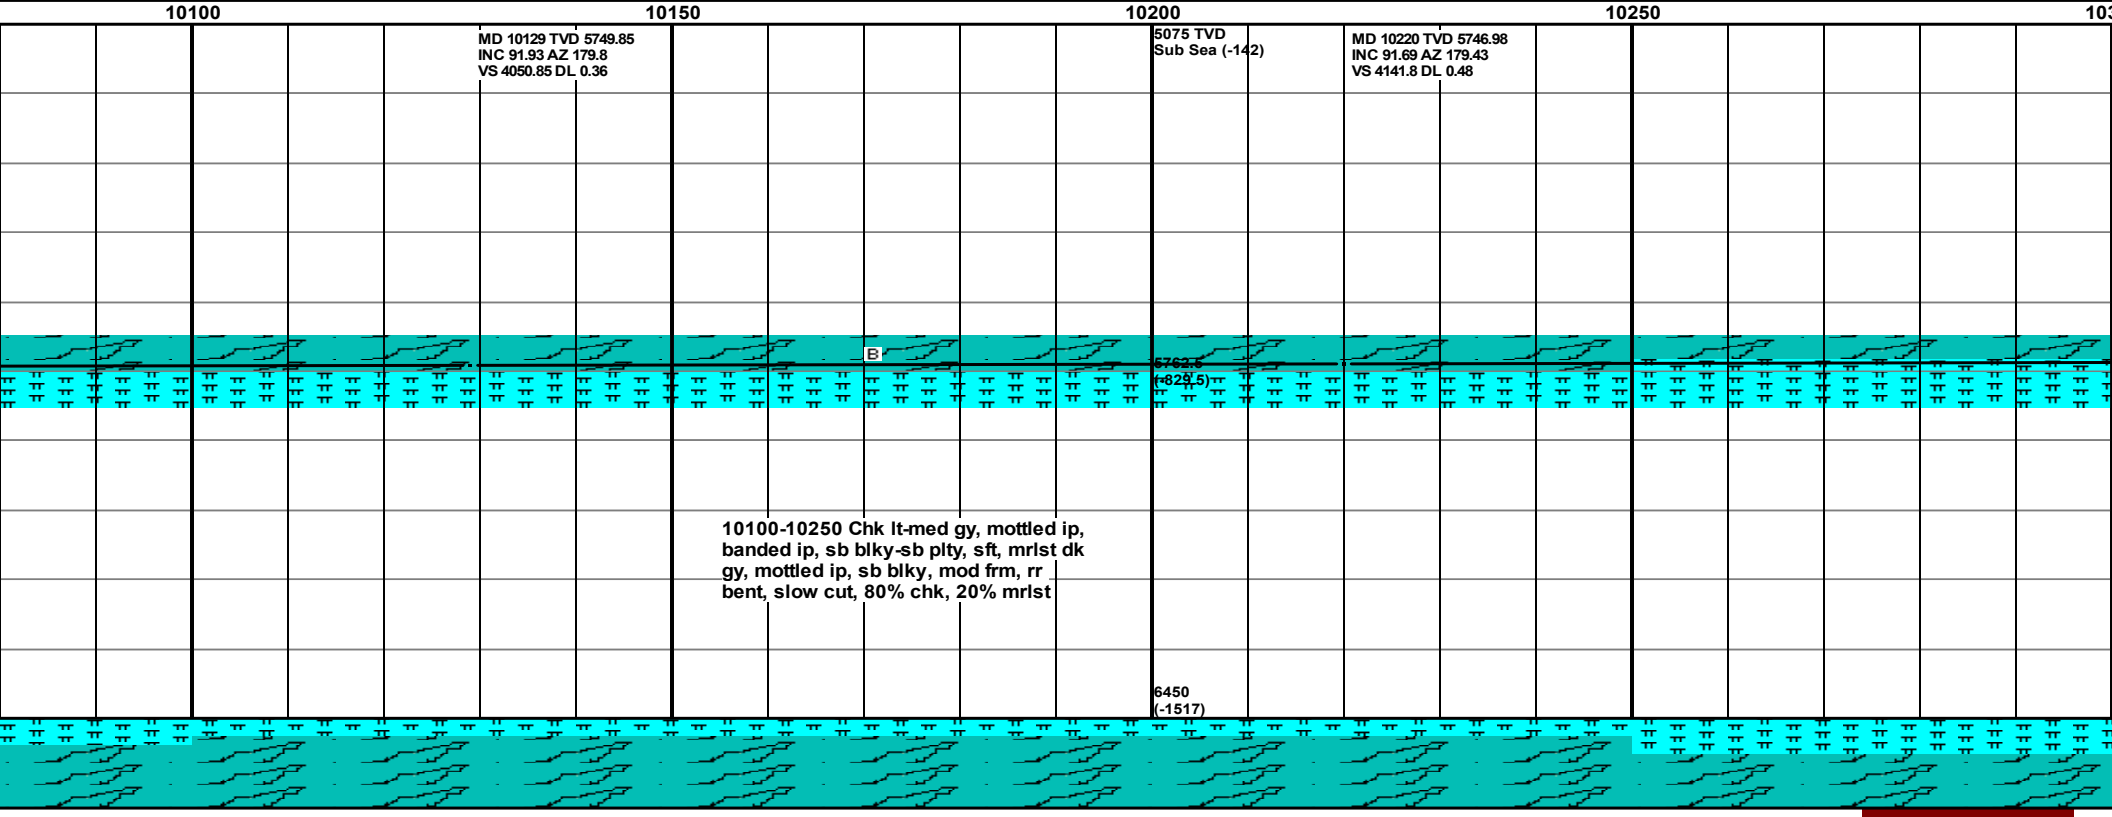 10100 10150 10200 10250 103
MD 10129 TVD 5749.85
INC 91.93 AZ 179.8
VS 4050.85 DL 0.36
5075 TVD
Sub Sea (-142)
MD 10220 TVD 5746.98
INC 91.69 AZ 179.43
VS 4141.8 DL 0.48
B
5762.5
(-829.5)
10100-10250 Chk lt-med gy, mottled ip,
banded ip, sb blky-sb plty, sft, mrlst dk
gy, mottled ip, sb blky, mod frm, rr
bent, slow cut, 80% chk, 20% mrlst
6450
(-1517)